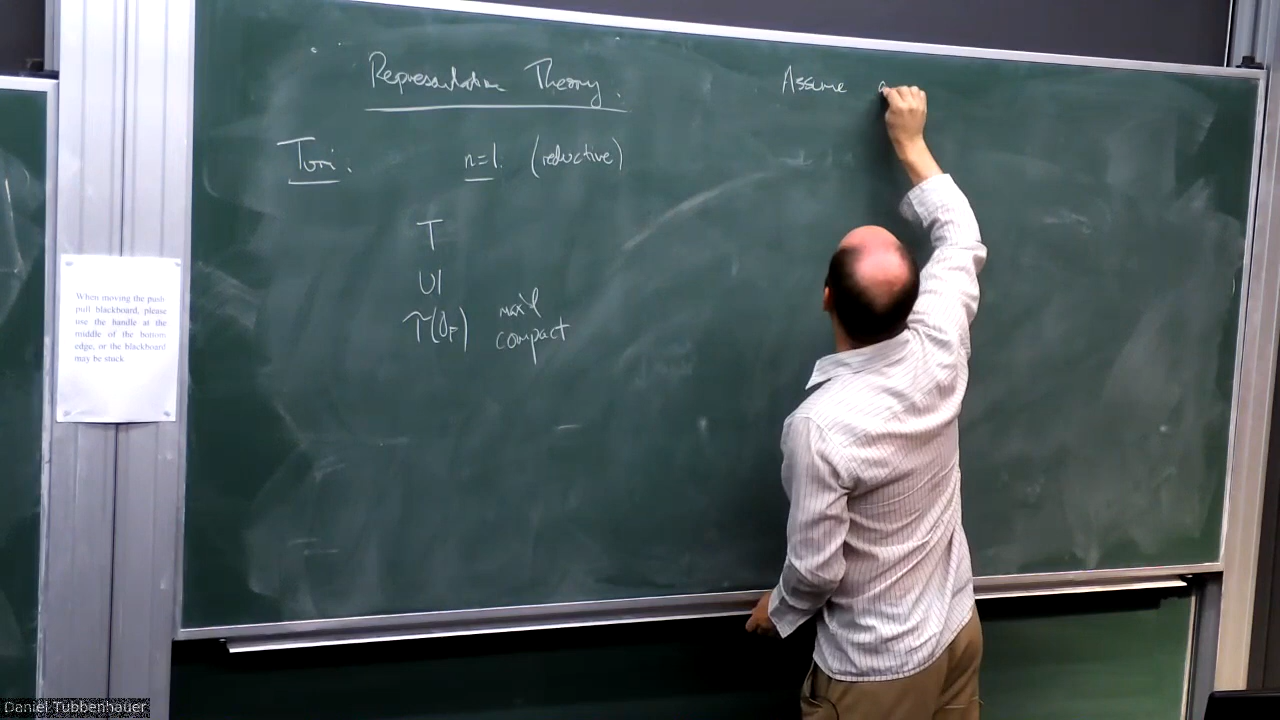 Representation Theory.
Tori. n=1. (reductive)
T
UI
T(O_F) max'l compact
Assume
When moving the push-
pull blackboard, please
use the handle at the
middle of the bottom
edge, or the blackboard
may be stuck
Daniel Tubbenhauer